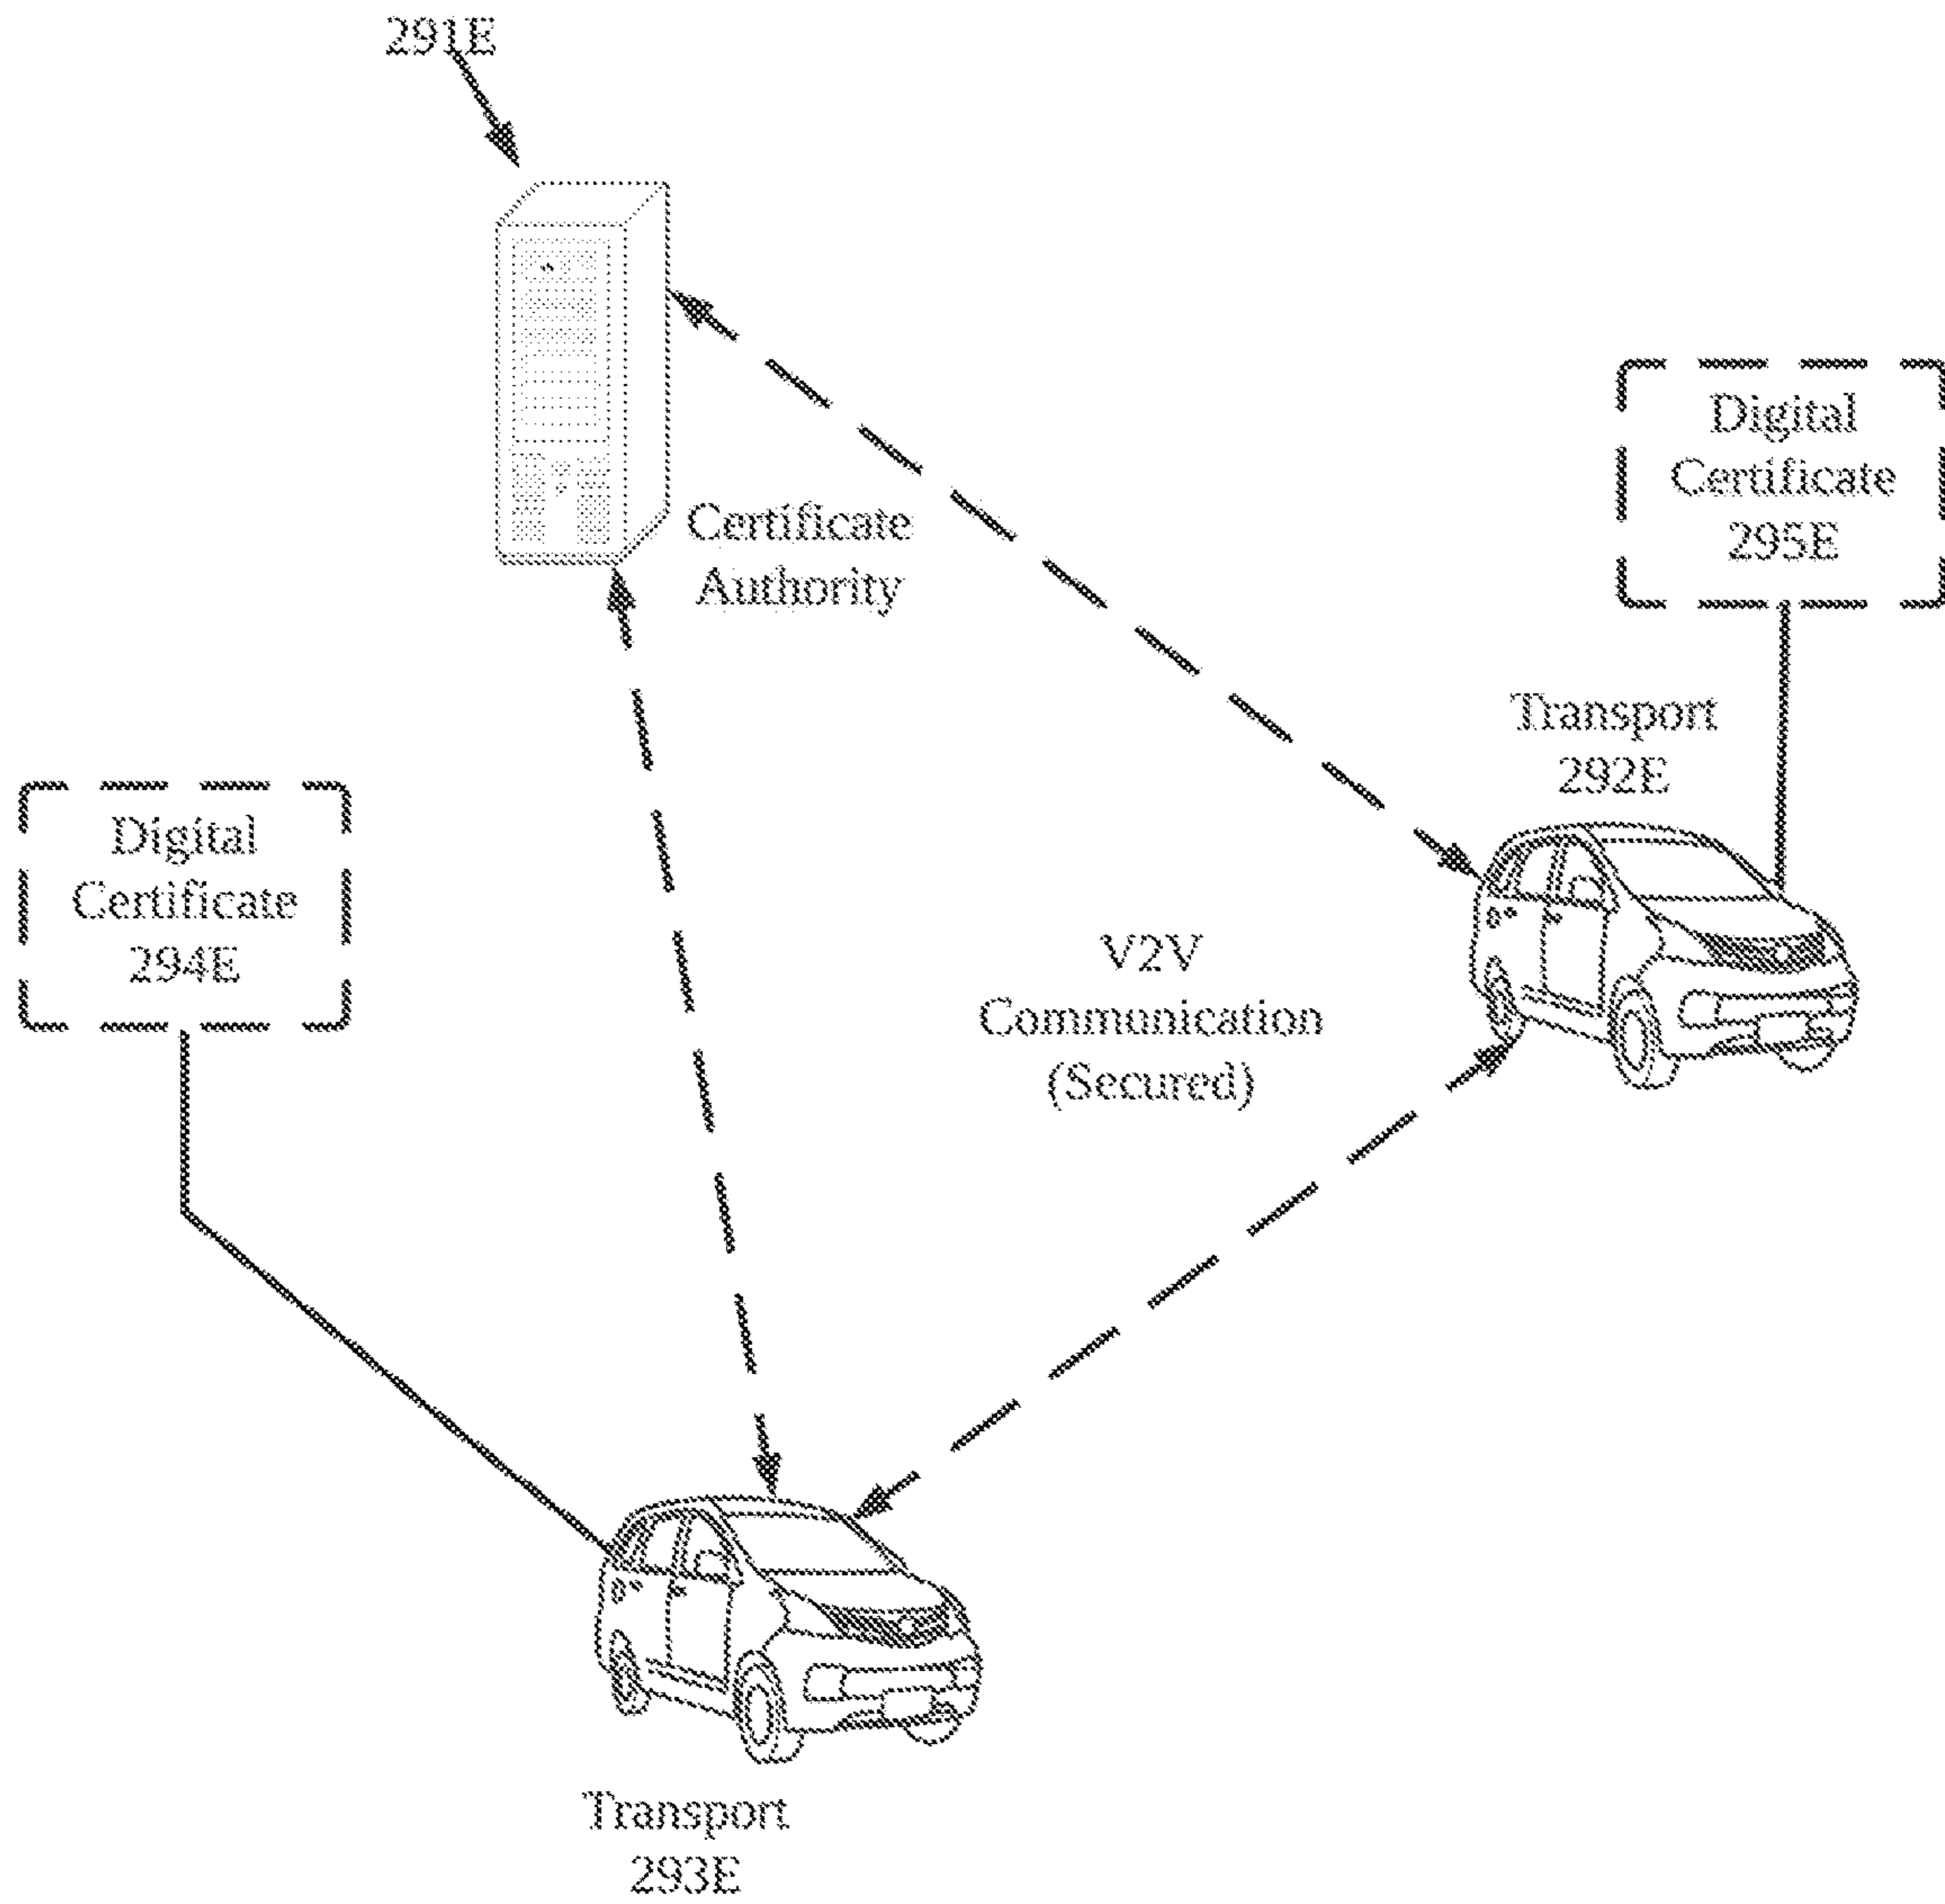 291E
Certificate
Authority
Digital
Certificate
295E
Transport
292E
Digital
Certificate
294E
V2V
Communication
(Secured)
Transport
293E